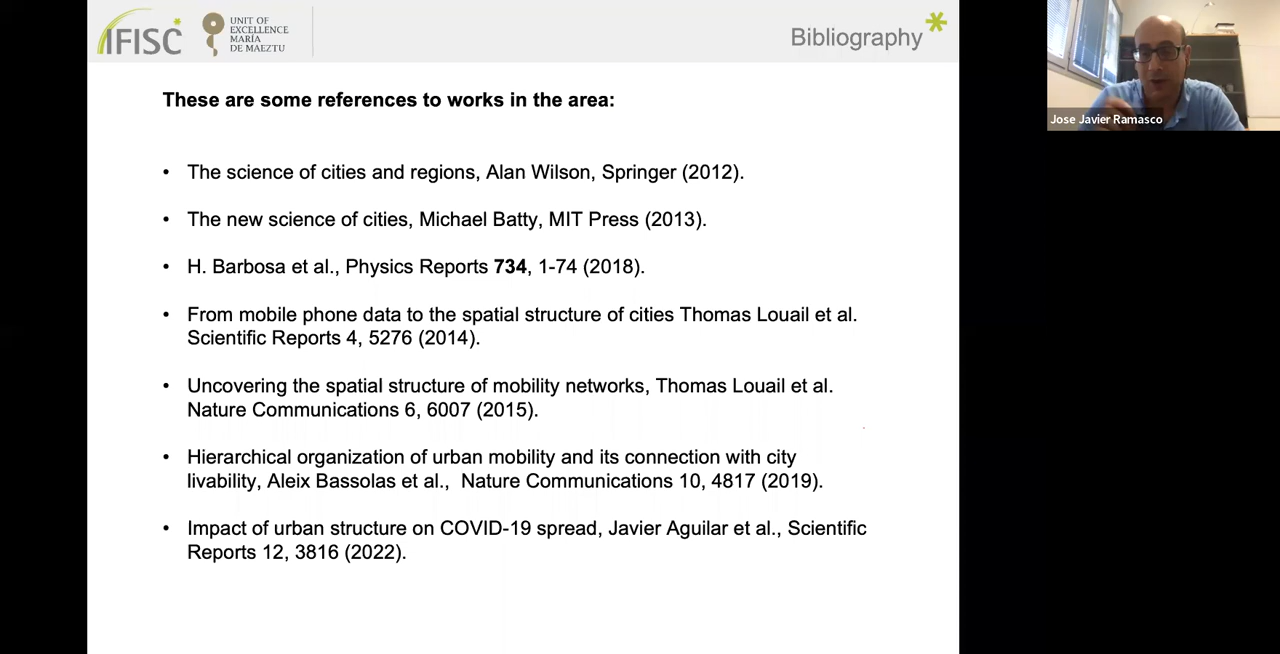 IFISC
UNIT OF
EXCELLENCE
MARÍA
DE MAEZTU
Bibliography
Jose Javier Ramasco
These are some references to works in the area:
• The science of cities and regions, Alan Wilson, Springer (2012).
• The new science of cities, Michael Batty, MIT Press (2013).
• H. Barbosa et al., Physics Reports 734, 1-74 (2018).
• From mobile phone data to the spatial structure of cities Thomas Louail et al.
Scientific Reports 4, 5276 (2014).
• Uncovering the spatial structure of mobility networks, Thomas Louail et al.
Nature Communications 6, 6007 (2015).
• Hierarchical organization of urban mobility and its connection with city
livability, Aleix Bassolas et al., Nature Communications 10, 4817 (2019).
• Impact of urban structure on COVID-19 spread, Javier Aguilar et al., Scientific
Reports 12, 3816 (2022).